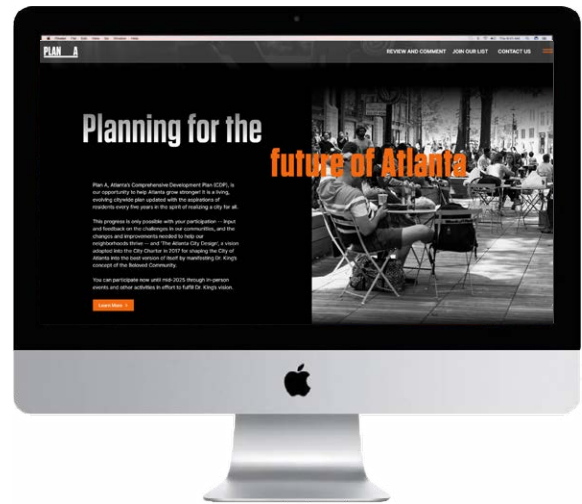 PLAN__A
REVIEW AND COMMENT JOIN OUR LIST CONTACT US
Planning for the
future of Atlanta
Plan A, Atlanta's Comprehensive Development Plan (CDP), is
our opportunity to help Atlanta grow stronger! It is a living,
evolving citywide plan updated with the aspirations of
residents every five years in the spirit of realizing a city for all.
This progress is only possible with your participation -- input
and feedback on the challenges in our communities, and the
changes and improvements needed to help our
neighborhoods thrive -- and 'The Atlanta City Design', a vision
adapted into the City Charter in 2017 for shaping the City of
Atlanta into the best version of itself by manifesting Dr. King's
concept of the Beloved Community.
You can participate now until mid-2025 through in-person
events and other activities in effort to fulfill Dr. King's vision.
Learn More >